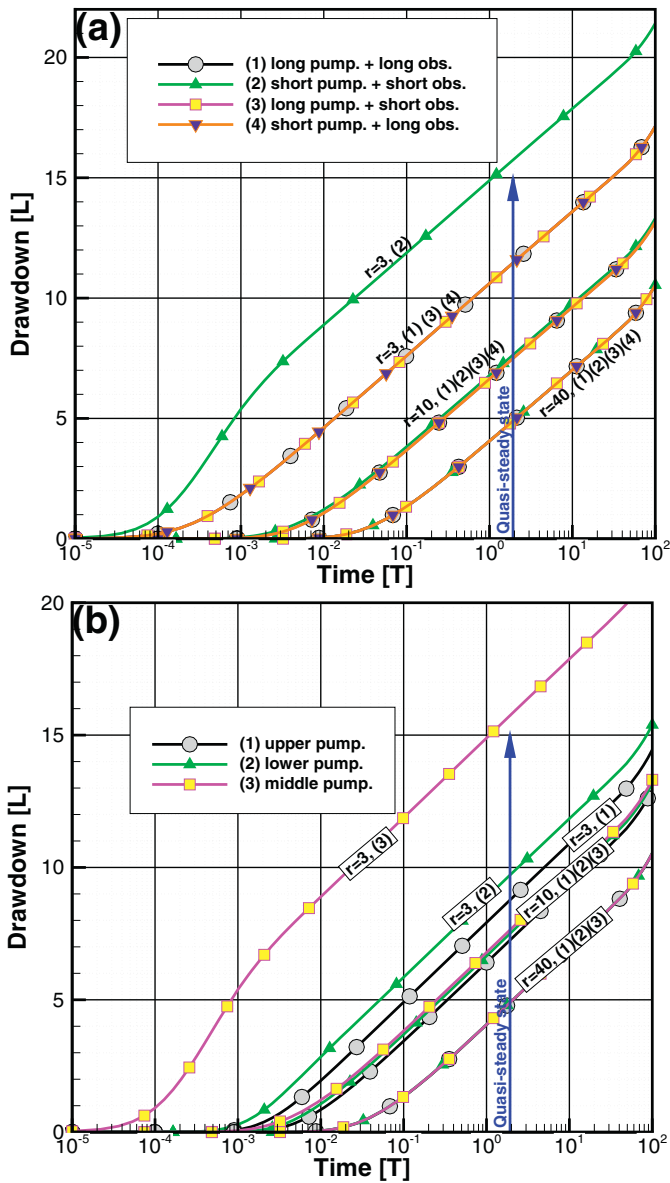 (a)
(1) long pump. + long obs.
(2) short pump. + short obs.
(3) long pump. + short obs.
(4) short pump. + long obs.
Drawdown [L]
20
15
10
5
0
r=3, (2)
r=3, (1) (3) (4)
r=10, (1)(2)(3)(4)
r=40, (1)(2)(3)(4)
Quasi-steady state
10-5 10-4 10-3 10-2 10-1 100 101 102
Time [T]
(b)
(1) upper pump.
(2) lower pump.
(3) middle pump.
Drawdown [L]
20
15
10
5
0
r=3, (3)
r=3, (2)
r=3, (1)
r=10, (1)(2)(3)
r=40, (1)(2)(3)
Quasi-steady state
10-5 10-4 10-3 10-2 10-1 100 101 102
Time [T]